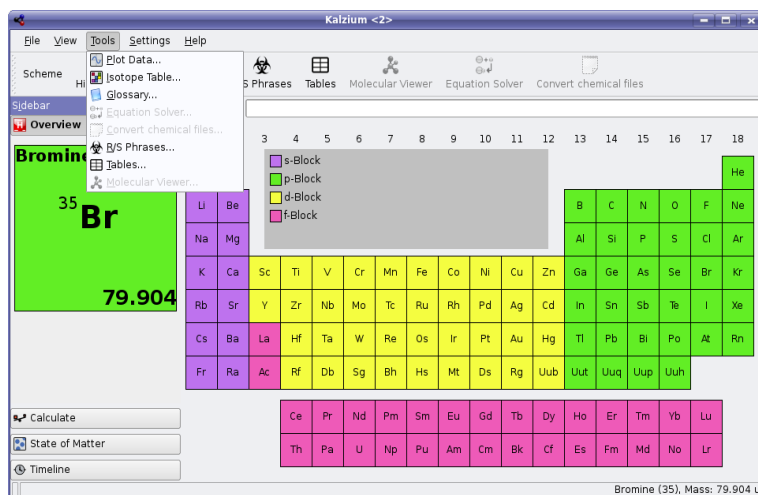 Kalzium <2>
File View Tools Settings Help
Plot Data...
Isotope Table...
Glossary...
Equation Solver...
Convert chemical files...
R/S Phrases...
Tables...
Molecular Viewer...
Scheme Phrases Tables Molecular Viewer Equation Solver Convert chemical files
Sidebar
Overview
3 4 5 6 7 8 9 10 11 12 13 14 15 16 17 18
s-Block
p-Block
d-Block
f-Block
35 Br
79.904
He
Li Be B C N O F Ne
Na Mg Al Si P S Cl Ar
K Ca Sc Ti V Cr Mn Fe Co Ni Cu Zn Ga Ge As Se Br Kr
Rb Sr Y Zr Nb Mo Tc Ru Rh Pd Ag Cd In Sn Sb Te I Xe
Cs Ba La Hf Ta W Re Os Ir Pt Au Hg Tl Pb Bi Po At Rn
Fr Ra Ac Rf Db Sg Bh Hs Mt Ds Rg Uub Uut Uuq Uup Uuh
Ce Pr Nd Pm Sm Eu Gd Tb Dy Ho Er Tm Yb Lu
Th Pa U Np Pu Am Cm Bk Cf Es Fm Md No Lr
Calculate
State of Matter
Timeline
Bromine (35), Mass: 79.904 u